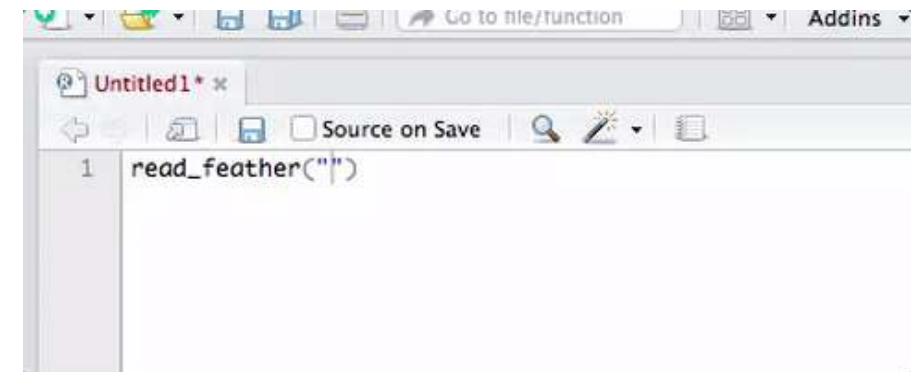 Go to file/function Addins
Untitled1*
Source on Save
1 read_feather("")